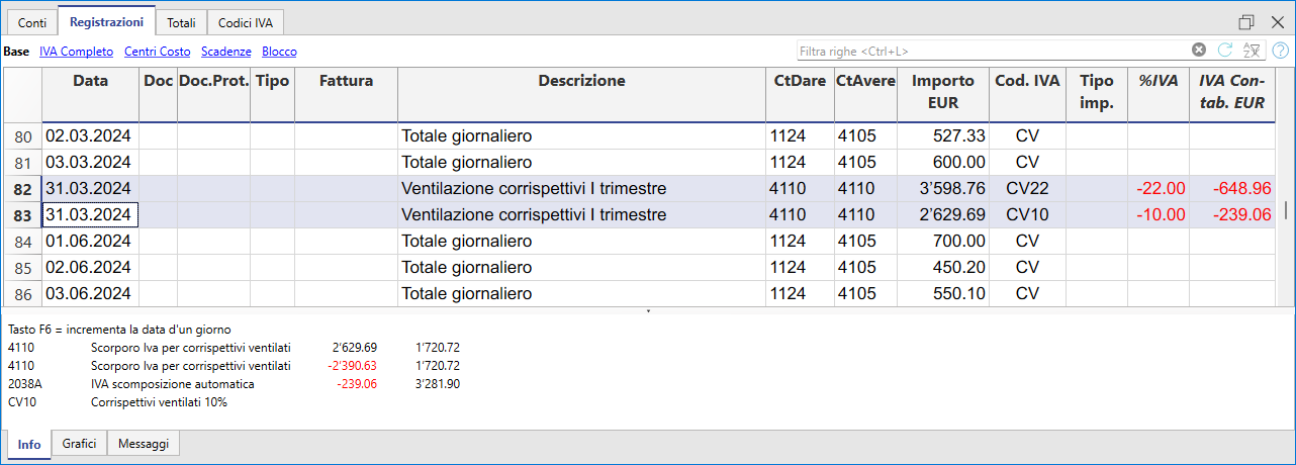 Conti Registrazioni Totali Codici IVA
Base IVA Completo Centri Costo Scadenze Blocco Filtra righe <Ctrl+L>
Data Doc Doc.Prot. Tipo Fattura Descrizione CtDare CtAvere Importo EUR Cod. IVA Tipo imp. %IVA IVA Con-tab. EUR
80 02.03.2024 Totale giornaliero 1124 4105 527.33 CV
81 03.03.2024 Totale giornaliero 1124 4105 600.00 CV
82 31.03.2024 Ventilazione corrispettivi I trimestre 4110 4110 3'598.76 CV22 -22.00 -648.96
83 31.03.2024 Ventilazione corrispettivi I trimestre 4110 4110 2'629.69 CV10 -10.00 -239.06
84 01.06.2024 Totale giornaliero 1124 4105 700.00 CV
85 02.06.2024 Totale giornaliero 1124 4105 450.20 CV
86 03.06.2024 Totale giornaliero 1124 4105 550.10 CV
Tasto F6 = incrementa la data d'un giorno
4110 Scorporo Iva per corrispettivi ventilati 2'629.69 1'720.72
4110 Scorporo Iva per corrispettivi ventilati -2'390.63 1'720.72
2038A IVA scomposizione automatica -239.06 3'281.90
CV10 Corrispettivi ventilati 10%
Info Grafici Messaggi